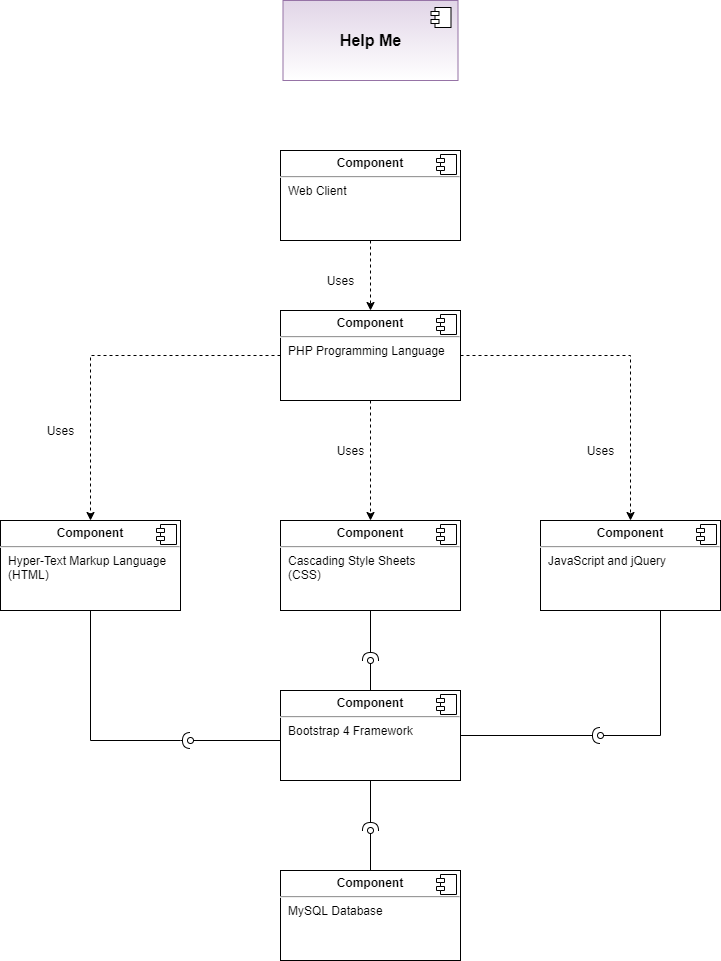 Help Me
Component
Web Client
Uses
Component
PHP Programming Language
Uses
Uses
Uses
Component
Hyper-Text Markup Language
(HTML)
Component
Cascading Style Sheets
(CSS)
Component
JavaScript and jQuery
Component
Bootstrap 4 Framework
Component
MySQL Database